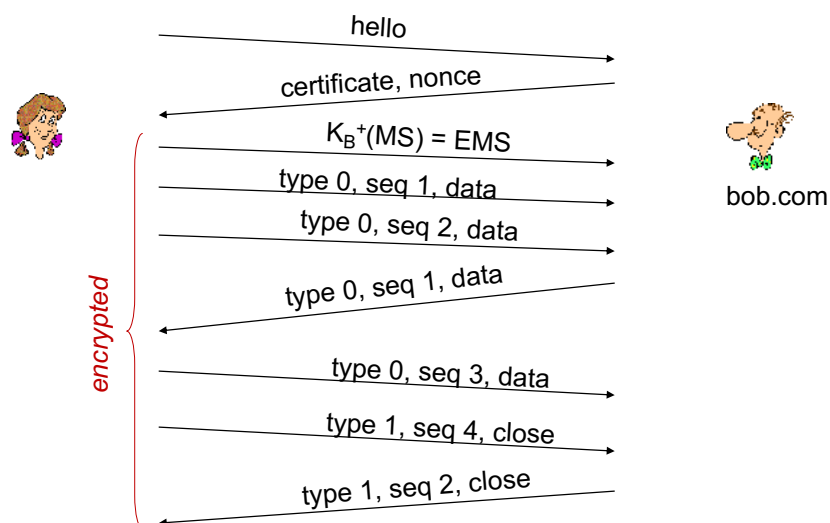 hello
certificate, nonce
K_B⁺(MS) = EMS
type 0, seq 1, data
bob.com
type 0, seq 2, data
type 0, seq 1, data
encrypted
type 0, seq 3, data
type 1, seq 4, close
type 1, seq 2, close